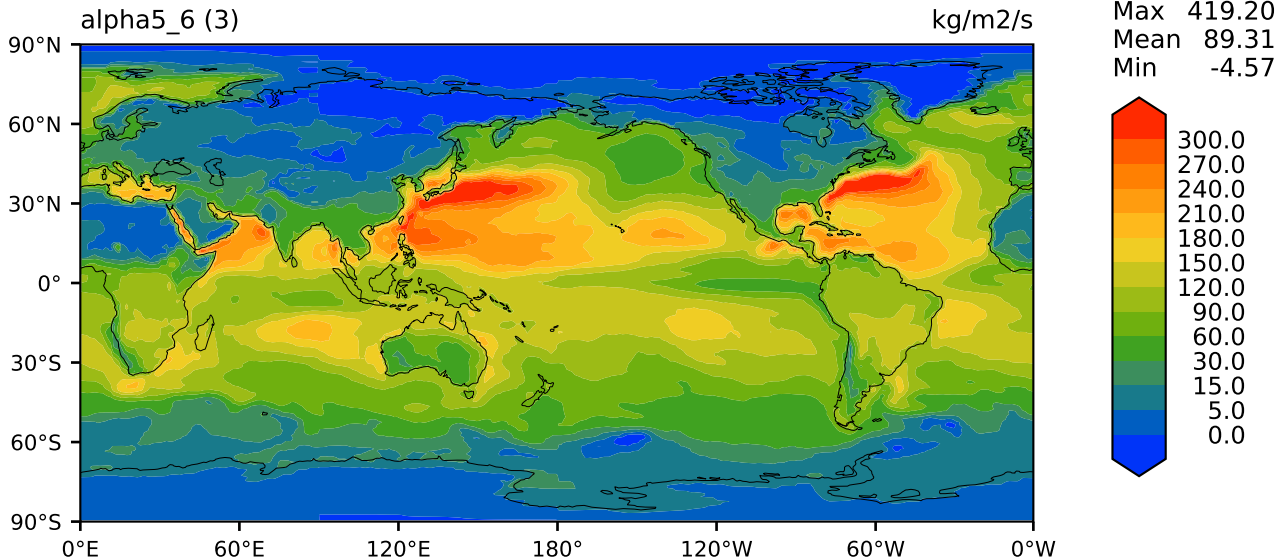 alpha5_6 (3)
kg/m2/s
Max 419.20
Mean 89.31
Min -4.57
90°N
60°N
30°N
0°
30°S
60°S
90°S
0°E
60°E
120°E
180°
120°W
60°W
0°W
300.0
270.0
240.0
210.0
180.0
150.0
120.0
90.0
60.0
30.0
15.0
5.0
0.0